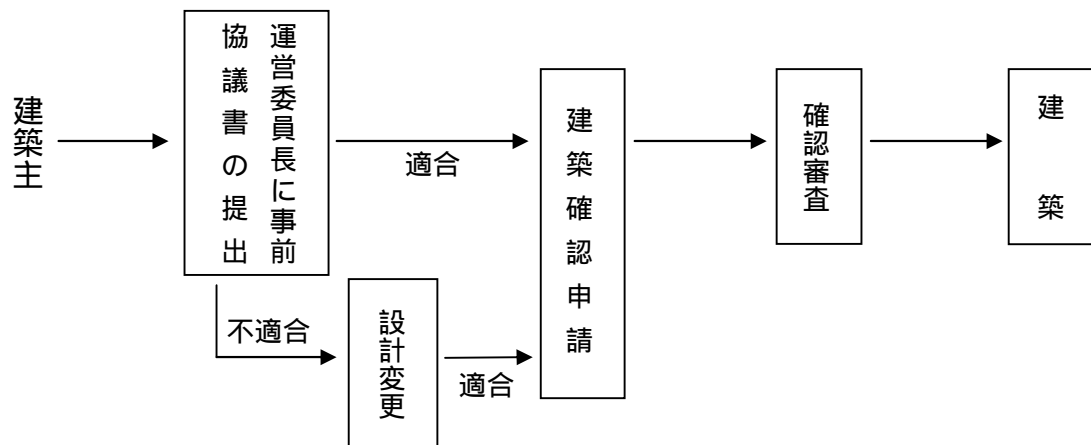 建築主
運営委員長に事前
協議書の提出
適合
不適合
設計変更
適合
建築確認申請
確認審査
建築